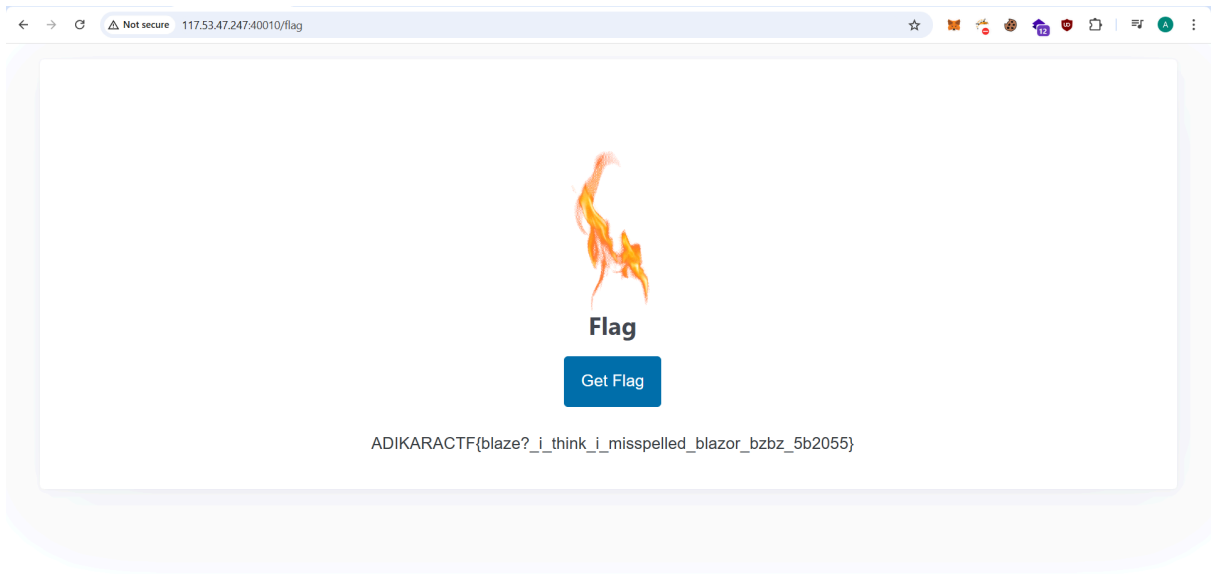 Not secure 117.53.47.247:40010/flag
12
A
Flag
Get Flag
ADIKARACTF{blaze?_i_think_i_misspelled_blazor_bzbz_5b2055}